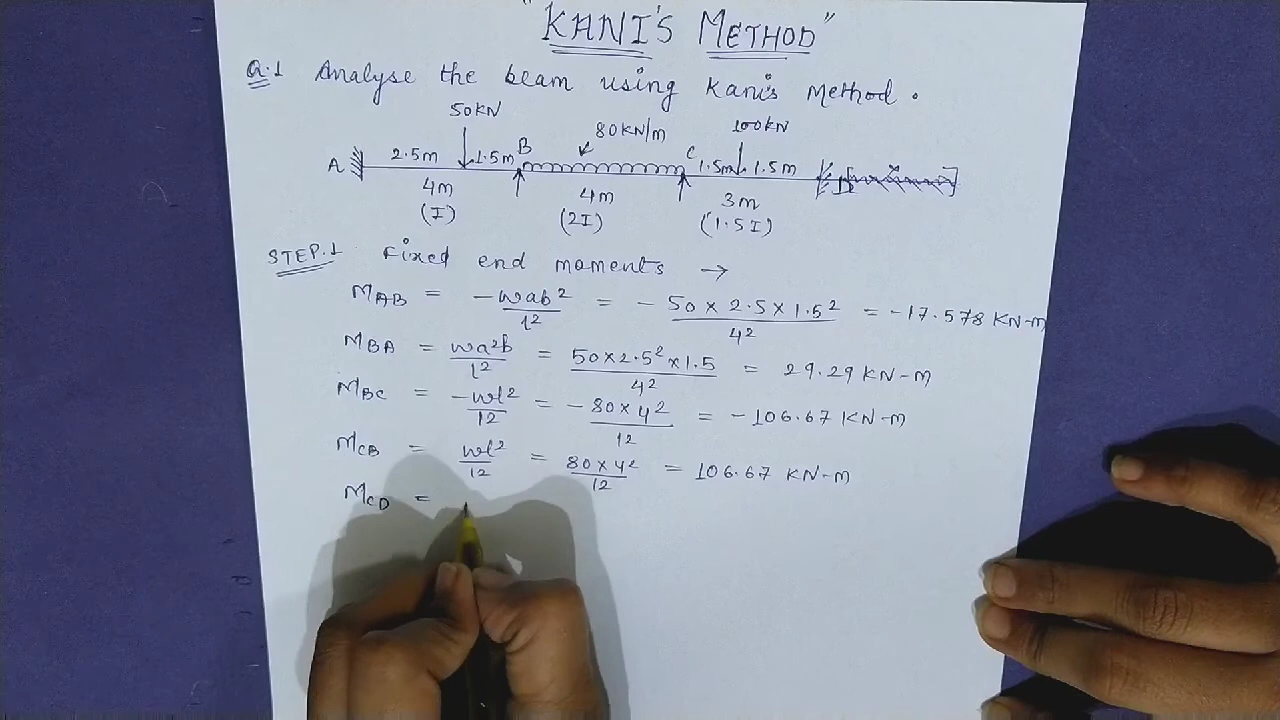 "KANI'S METHOD"
Q.1 Analyse the beam using Kani's Method.
50KN 80KN/m 100KN
A 2.5m 1.5m B C 1.5m 1.5m D
4m 4m 3m
(I) (2I) (1.5I)
STEP.1 Fixed end moments →
MAB = -wab²/l² = - 50 × 2.5 × 1.5²/4² = -17.578 KN-m
MBA = wa²b/l² = 50×2.5²×1.5/4² = 29.29 KN-m
MBC = -wl²/12 = - 80×4²/12 = - 106.67 KN-m
MCB = wl²/12 = 80×4²/12 = 106.67 KN-m
MCD =